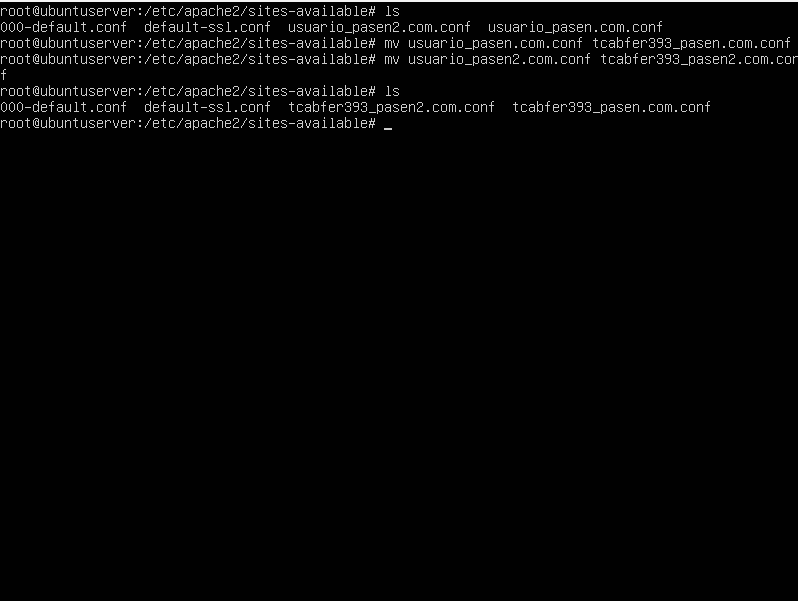 root@ubuntuserver:/etc/apache2/sites-available# ls
000-default.conf  default-ssl.conf  usuario_pasen2.com.conf  usuario_pasen.com.conf
root@ubuntuserver:/etc/apache2/sites-available# mv usuario_pasen.com.conf tcabfer393_pasen.com.conf
root@ubuntuserver:/etc/apache2/sites-available# mv usuario_pasen2.com.conf tcabfer393_pasen2.com.con
f
root@ubuntuserver:/etc/apache2/sites-available# ls
000-default.conf  default-ssl.conf  tcabfer393_pasen2.com.conf  tcabfer393_pasen.com.conf
root@ubuntuserver:/etc/apache2/sites-available# _